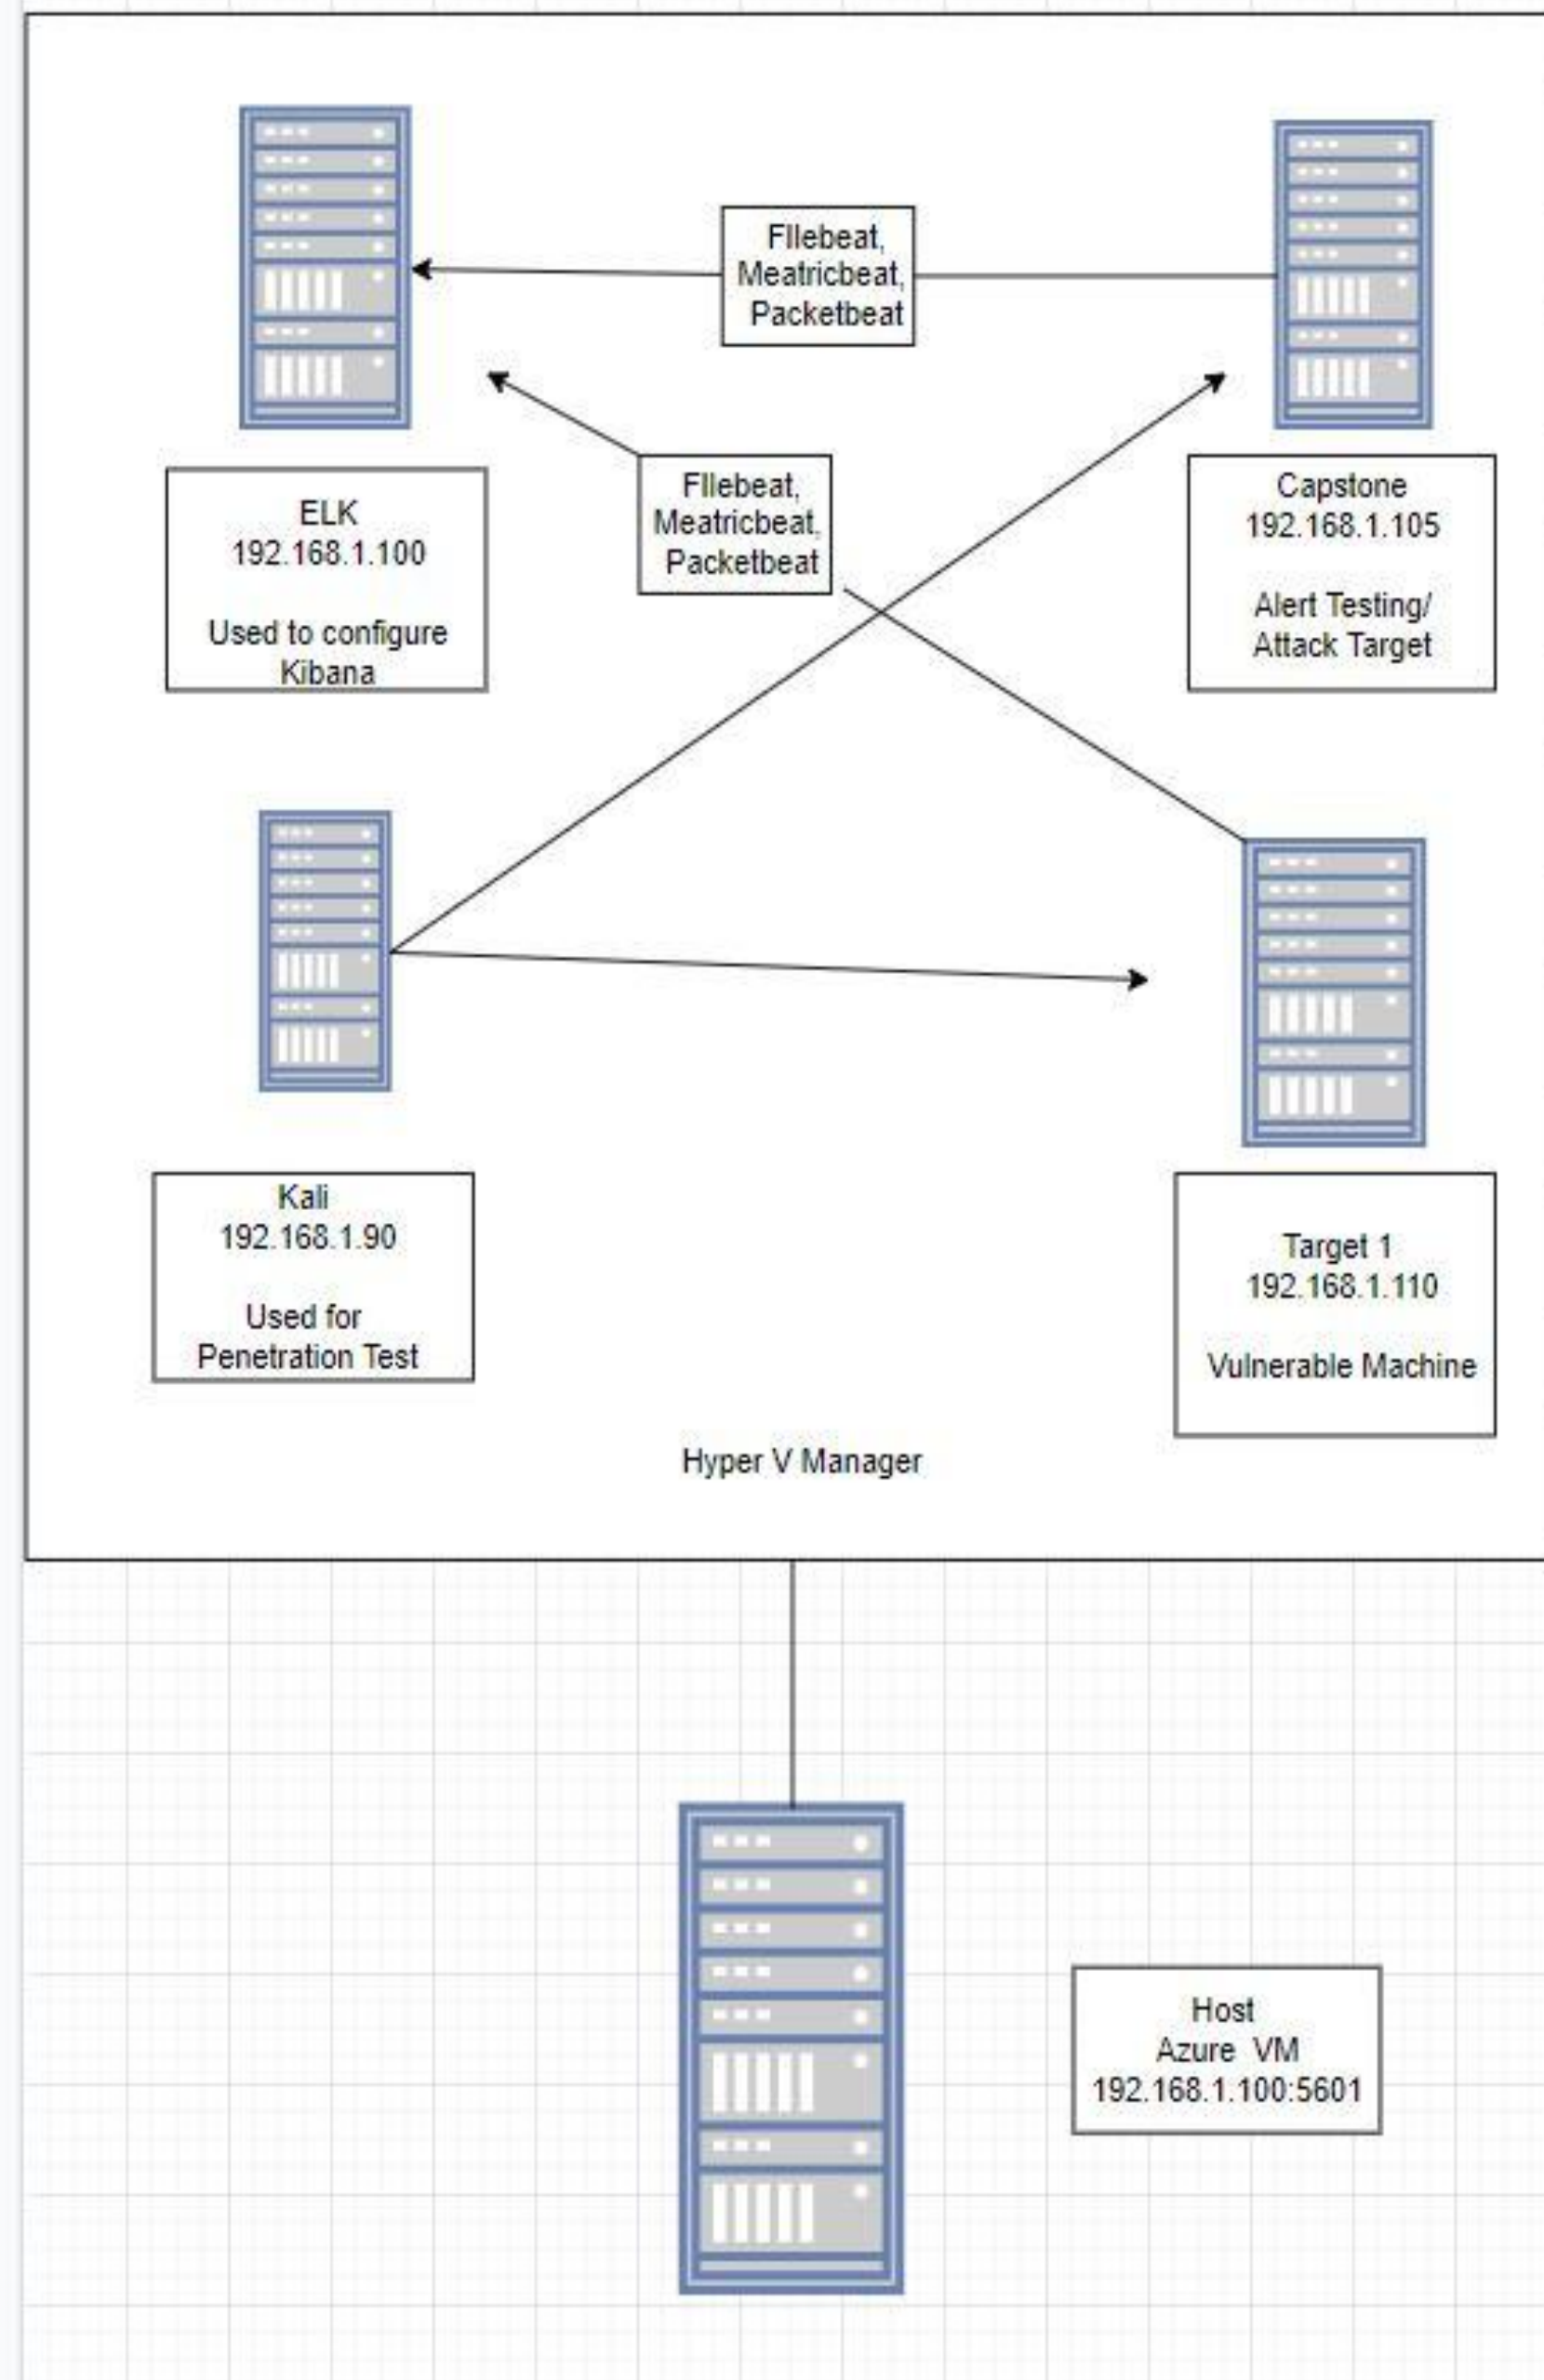 FIlebeat,
Meatricbeat,
Packetbeat
FIlebeat,
Meatricbeat,
Packetbeat
ELK
192.168.1.100
Used to configure
Kibana
Capstone
192.168.1.105
Alert Testing/
Attack Target
Kali
192.168.1.90
Used for
Penetration Test
Target 1
192.168.1.110
Vulnerable Machine
Hyper V Manager
Host
Azure  VM
192.168.1.100:5601